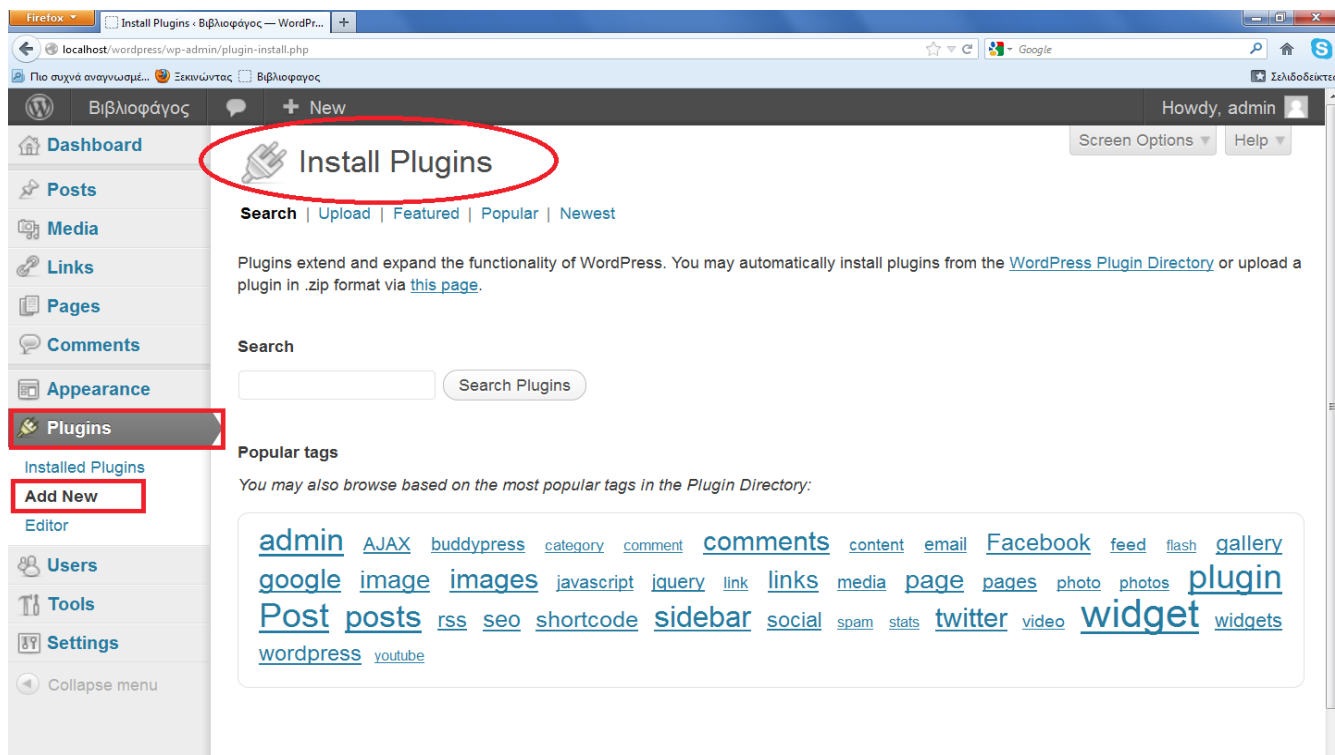 Firefox
Install Plugins ‹ Βιβλιοφάγος — WordPr...
localhost/wordpress/wp-admin/plugin-install.php
Google
Πιο συχνά αναγνωσμέ... Ξεκινώντας Βιβλιοφαγος
Σελιδοδείκτες
Βιβλιοφάγος + New
Howdy, admin
Screen Options Help
Dashboard
Posts
Media
Links
Pages
Comments
Appearance
Plugins
Installed Plugins
Add New
Editor
Users
Tools
Settings
Collapse menu
Install Plugins
Search | Upload | Featured | Popular | Newest
Plugins extend and expand the functionality of WordPress. You may automatically install plugins from the WordPress Plugin Directory or upload a
plugin in .zip format via this page.
Search
Search Plugins
Popular tags
You may also browse based on the most popular tags in the Plugin Directory:
admin AJAX buddypress category comment comments content email Facebook feed flash gallery
google image images javascript jquery link links media page pages photo photos plugin
Post posts rss seo shortcode sidebar social spam stats twitter video widget widgets
wordpress youtube